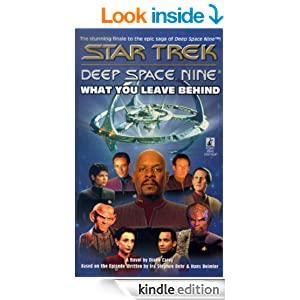 Look inside
The stunning finale to the epic saga of Deep Space Nine®!
STAR TREK
DEEP SPACE NINE®
WHAT YOU LEAVE BEHIND
A Novel by Diane Carey
Based on the Episode Written by Ira Steven Behr & Hans Beimler
kindle edition